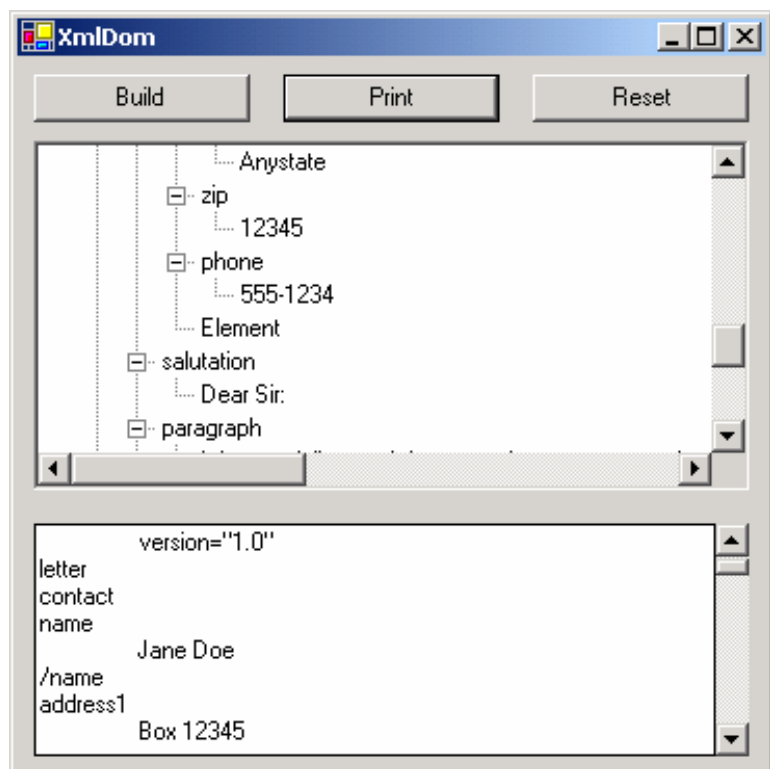 XmlDom
Build Print Reset
Anystate
zip
12345
phone
555-1234
Element
salutation
Dear Sir:
paragraph
version="1.0"
letter
contact
name
Jane Doe
/name
address1
Box 12345